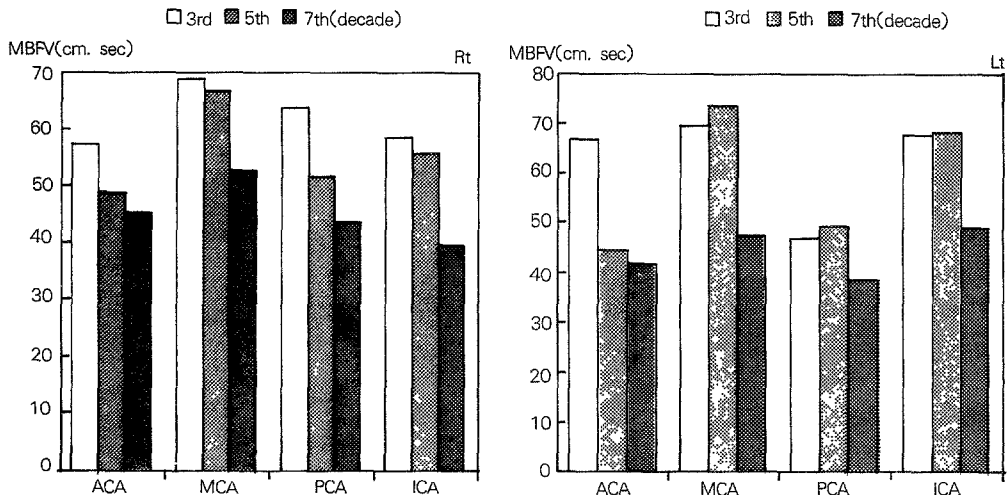 3rd 5th 7th(decade)
MBFV(cm. sec)
Rt
70
60
50
40
30
20
10
0
ACA MCA PCA ICA
3rd 5th 7th(decade)
MBFV(cm. sec)
Lt
80
70
60
50
40
30
20
10
0
ACA MCA PCA ICA